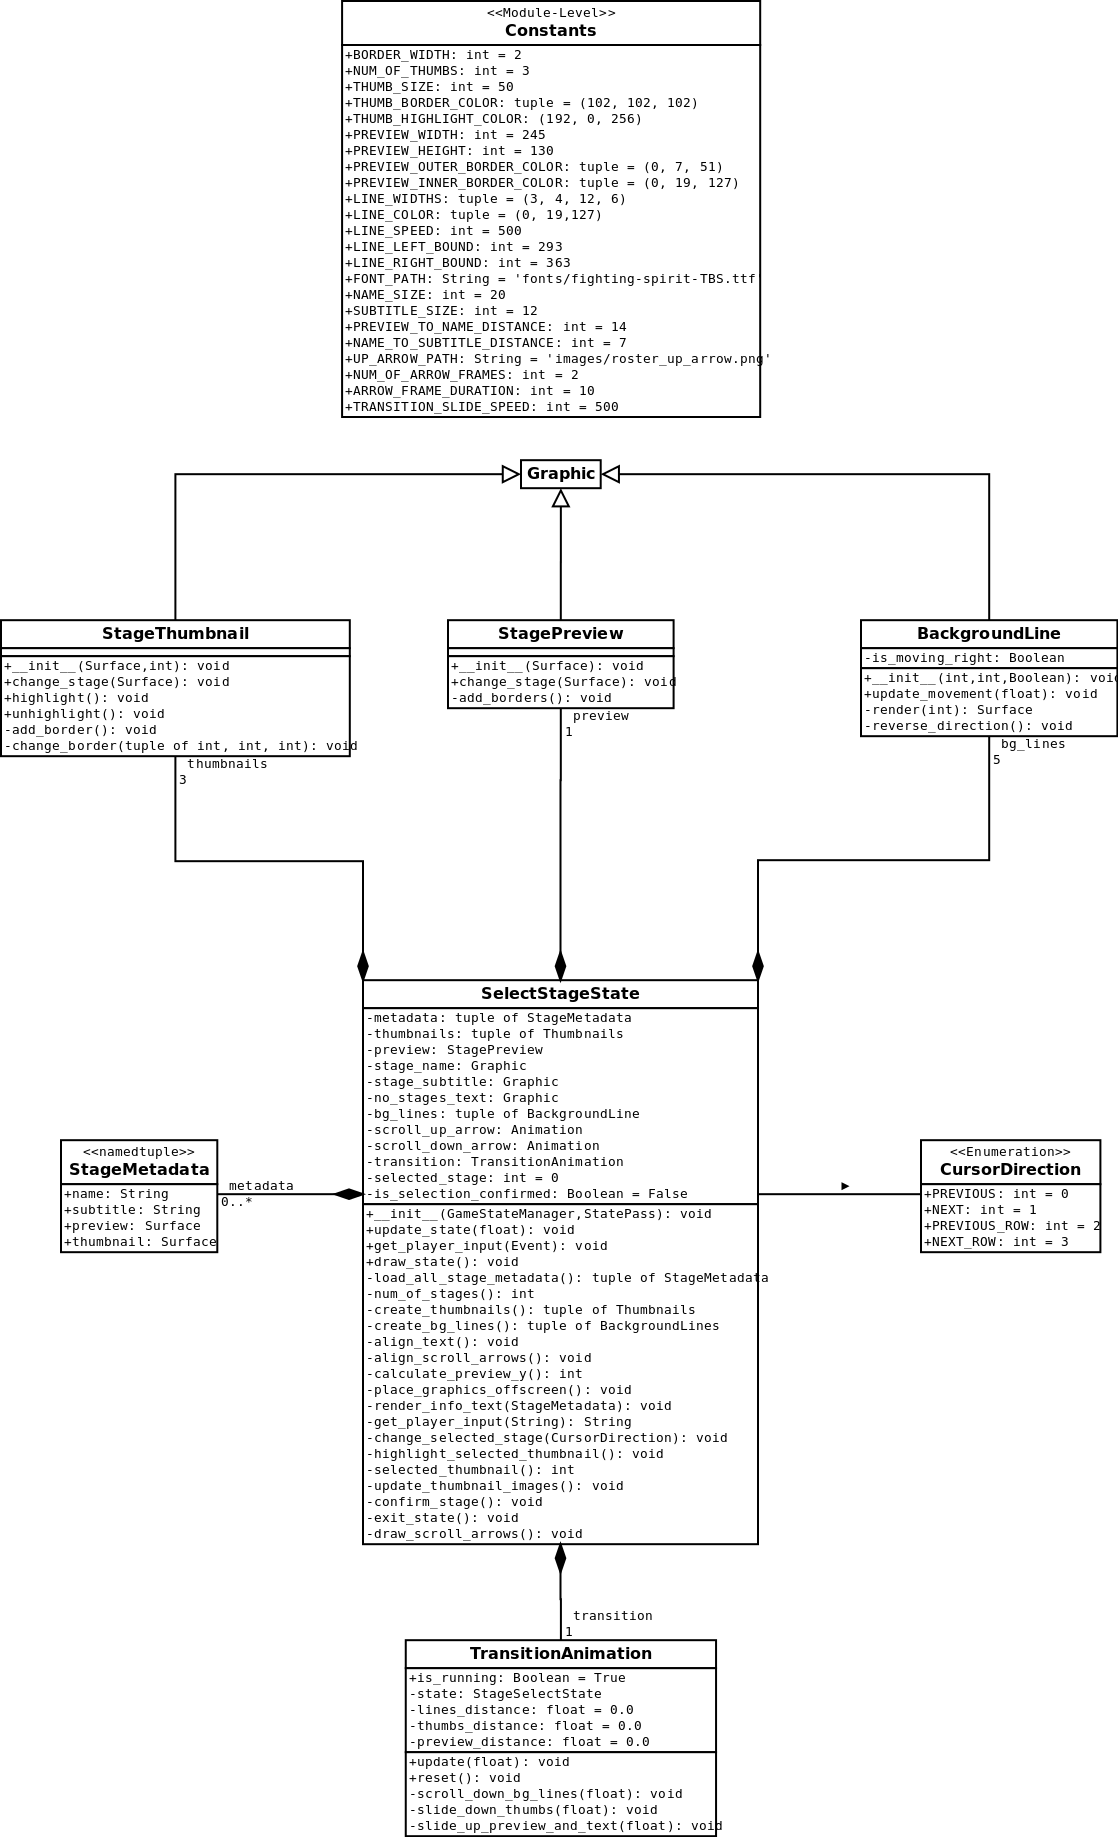 <<Module-Level>>
Constants
+BORDER_WIDTH: int = 2
+NUM_OF_THUMBS: int = 3
+THUMB_SIZE: int = 50
+THUMB_BORDER_COLOR: tuple = (102, 102, 102)
+THUMB_HIGHLIGHT_COLOR: (192, 0, 256)
+PREVIEW_WIDTH: int = 245
+PREVIEW_HEIGHT: int = 130
+PREVIEW_OUTER_BORDER_COLOR: tuple = (0, 7, 51)
+PREVIEW_INNER_BORDER_COLOR: tuple = (0, 19, 127)
+LINE_WIDTHS: tuple = (3, 4, 12, 6)
+LINE_COLOR: tuple = (0, 19,127)
+LINE_SPEED: int = 500
+LINE_LEFT_BOUND: int = 293
+LINE_RIGHT_BOUND: int = 363
+FONT_PATH: String = 'fonts/fighting-spirit-TBS.ttf'
+NAME_SIZE: int = 20
+SUBTITLE_SIZE: int = 12
+PREVIEW_TO_NAME_DISTANCE: int = 14
+NAME_TO_SUBTITLE_DISTANCE: int = 7
+UP_ARROW_PATH: String = 'images/roster_up_arrow.png'
+NUM_OF_ARROW_FRAMES: int = 2
+ARROW_FRAME_DURATION: int = 10
+TRANSITION_SLIDE_SPEED: int = 500
Graphic
StageThumbnail
+__init__(Surface,int): void
+change_stage(Surface): void
+highlight(): void
+unhighlight(): void
-add_border(): void
-change_border(tuple of int, int, int): void
thumbnails
3
StagePreview
+__init__(Surface): void
+change_stage(Surface): void
-add_borders(): void
preview
1
BackgroundLine
-is_moving_right: Boolean
+__init__(int,int,Boolean): void
+update_movement(float): void
-render(int): Surface
-reverse_direction(): void
bg_lines
5
SelectStageState
-metadata: tuple of StageMetadata
-thumbnails: tuple of Thumbnails
-preview: StagePreview
-stage_name: Graphic
-stage_subtitle: Graphic
-no_stages_text: Graphic
-bg_lines: tuple of BackgroundLine
-scroll_up_arrow: Animation
-scroll_down_arrow: Animation
-transition: TransitionAnimation
-selected_stage: int = 0
-is_selection_confirmed: Boolean = False
+__init__(GameStateManager,StatePass): void
+update_state(float): void
+get_player_input(Event): void
+draw_state(): void
-load_all_stage_metadata(): tuple of StageMetadata
-num_of_stages(): int
-create_thumbnails(): tuple of Thumbnails
-create_bg_lines(): tuple of BackgroundLines
-align_text(): void
-align_scroll_arrows(): void
-calculate_preview_y(): int
-place_graphics_offscreen(): void
-render_info_text(StageMetadata): void
-get_player_input(String): String
-change_selected_stage(CursorDirection): void
-highlight_selected_thumbnail(): void
-selected_thumbnail(): int
-update_thumbnail_images(): void
-confirm_stage(): void
-exit_state(): void
-draw_scroll_arrows(): void
<<namedtuple>>
StageMetadata
+name: String
+subtitle: String
+preview: Surface
+thumbnail: Surface
metadata
0..*
<<Enumeration>>
CursorDirection
+PREVIOUS: int = 0
+NEXT: int = 1
+PREVIOUS_ROW: int = 2
+NEXT_ROW: int = 3
transition
1
TransitionAnimation
+is_running: Boolean = True
-state: StageSelectState
-lines_distance: float = 0.0
-thumbs_distance: float = 0.0
-preview_distance: float = 0.0
+update(float): void
+reset(): void
-scroll_down_bg_lines(float): void
-slide_down_thumbs(float): void
-slide_up_preview_and_text(float): void